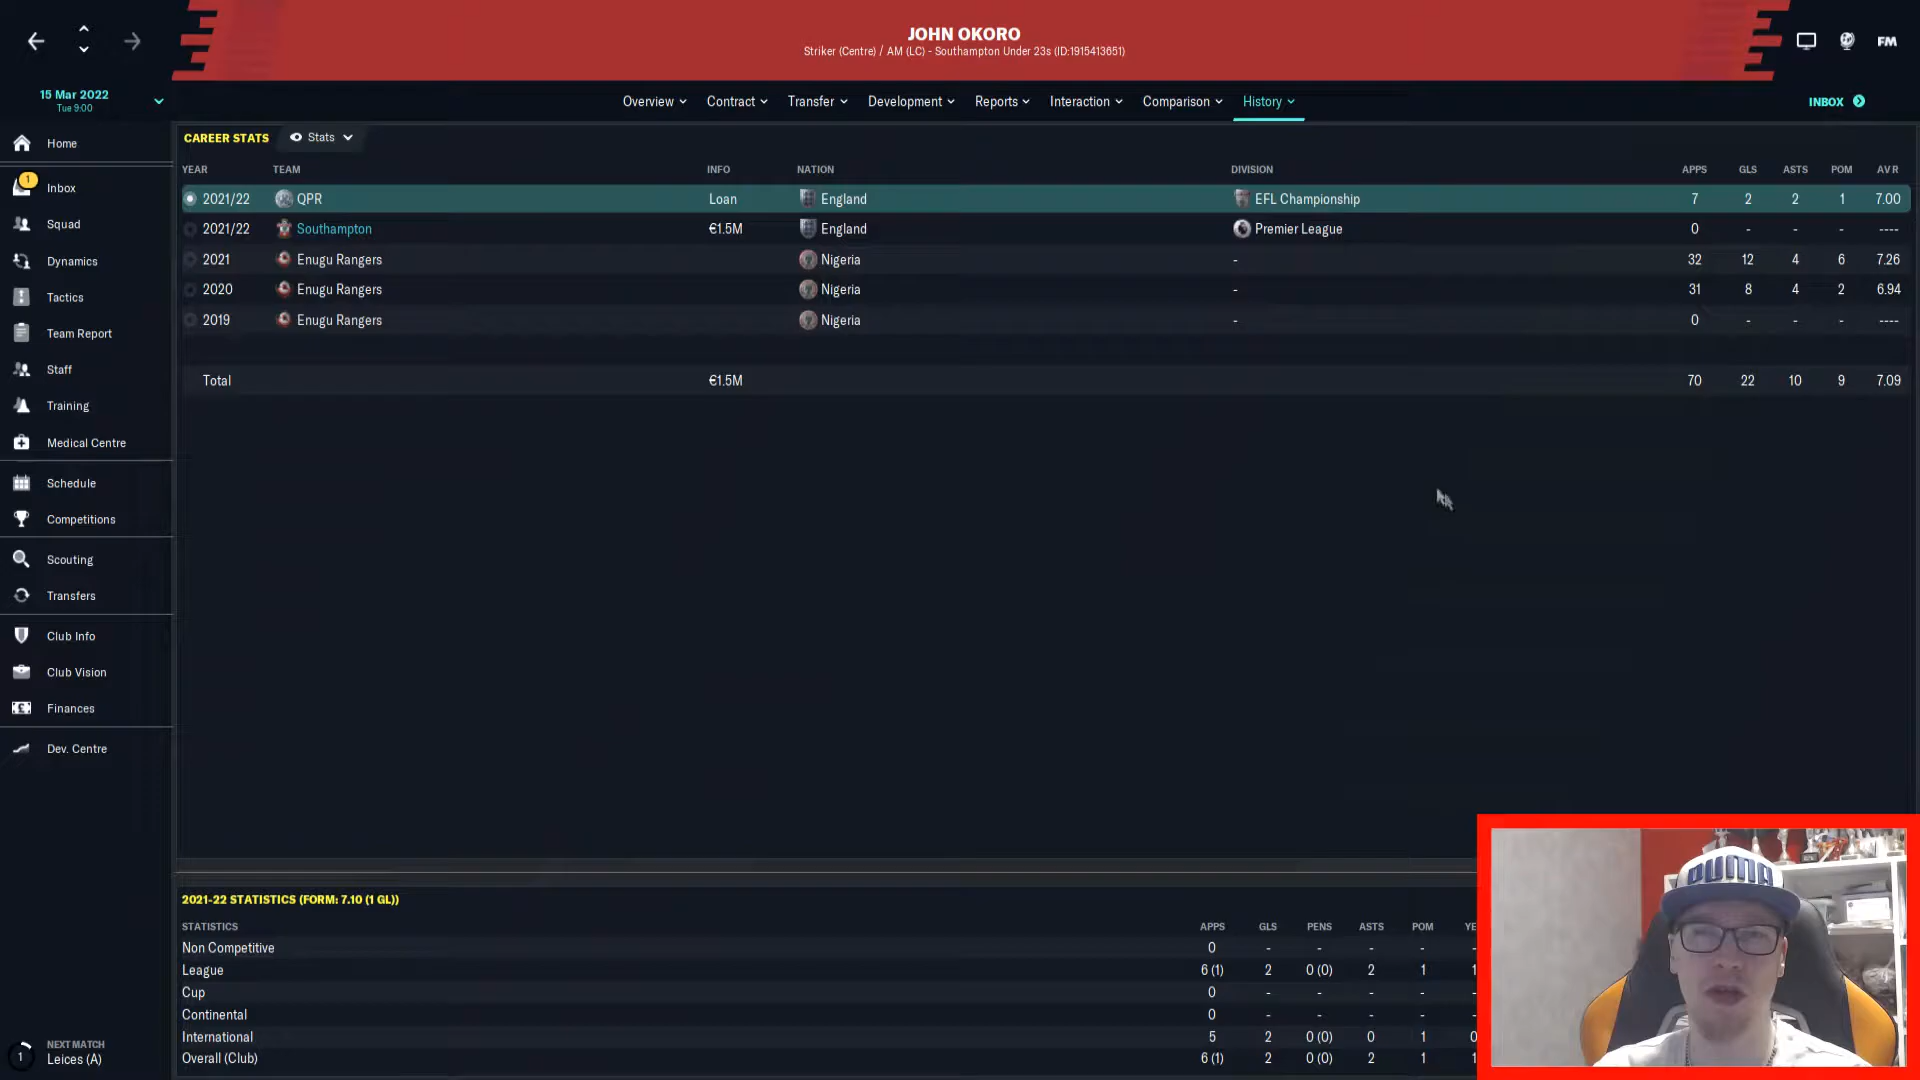 JOHN OKORO
Striker (Centre) / AM (LC) - Southampton Under 23s (ID:1915413651)
FM
15 Mar 2022
Tue 9:00
Overview Contract Transfer Development Reports Interaction Comparison History
INBOX
Home
1
Inbox
Squad
Dynamics
Tactics
Team Report
Staff
Training
Medical Centre
Schedule
Competitions
Scouting
Transfers
Club Info
Club Vision
Finances
Dev. Centre
1 NEXT MATCH
Leices (A)
CAREER STATS Stats
YEAR TEAM INFO NATION DIVISION APPS GLS ASTS POM AV R
2021/22 QPR Loan England EFL Championship 7 2 2 1 7.00
2021/22 Southampton €1.5M England Premier League 0 - - - ----
2021 Enugu Rangers Nigeria - 32 12 4 6 7.26
2020 Enugu Rangers Nigeria - 31 8 4 2 6.94
2019 Enugu Rangers Nigeria - 0 - - - ----
Total €1.5M 70 22 10 9 7.09
2021-22 STATISTICS (FORM: 7.10 (1 GL))
STATISTICS APPS GLS PENS ASTS POM YE
Non Competitive 0 - - - - -
League 6 (1) 2 0 (0) 2 1 1
Cup 0 - - - - -
Continental 0 - - - - -
International 5 2 0 (0) 0 1 0
Overall (Club) 6 (1) 2 0 (0) 2 1 1
PUMA